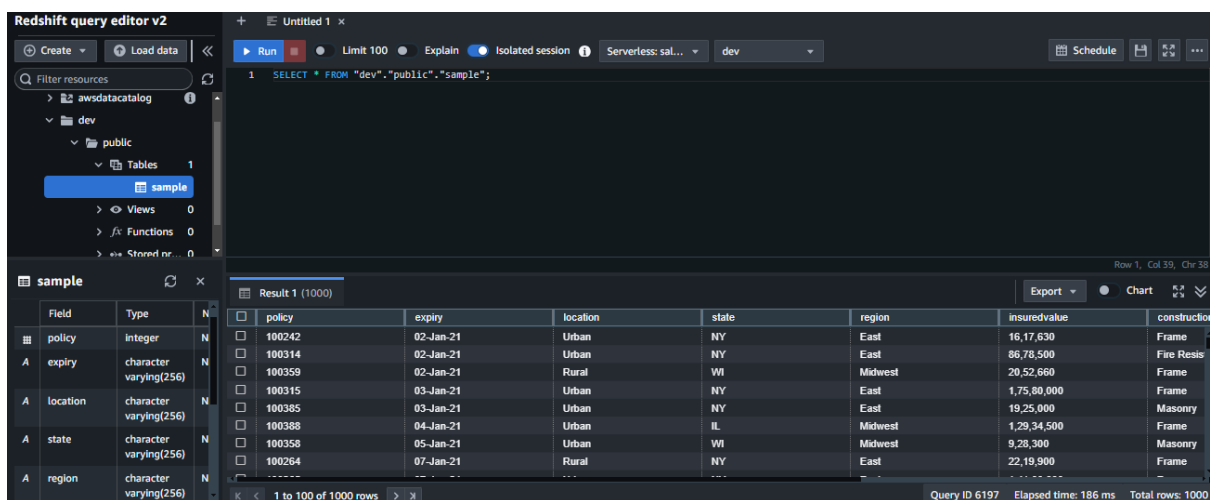 Redshift query editor v2
+ Untitled 1 ×
Create Load data
Run Limit 100 Explain Isolated session i Serverless: sal... dev Schedule
Filter resources
1 SELECT * FROM "dev"."public"."sample";
awsdatacatalog
dev
public
Tables 1
sample
Views 0
fx Functions 0
Stored pr... 0
Row 1, Col 39, Chr 38
sample ×
Result 1 (1000) Export Chart
Field Type N
policy integer N
A expiry character varying(256) N
A location character varying(256) N
A state character varying(256) N
A region character varying(256) N
policy expiry location state region insuredvalue construction
100242 02-Jan-21 Urban NY East 16,17,630 Frame
100314 02-Jan-21 Urban NY East 86,78,500 Fire Resis
100359 02-Jan-21 Rural WI Midwest 20,52,660 Frame
100315 03-Jan-21 Urban NY East 1,75,80,000 Frame
100385 03-Jan-21 Urban NY East 19,25,000 Masonry
100388 04-Jan-21 Urban IL Midwest 1,29,34,500 Frame
100358 05-Jan-21 Urban WI Midwest 9,28,300 Masonry
100264 07-Jan-21 Rural NY East 22,19,900 Frame
1 to 100 of 1000 rows
Query ID 6197 Elapsed time: 186 ms Total rows: 1000